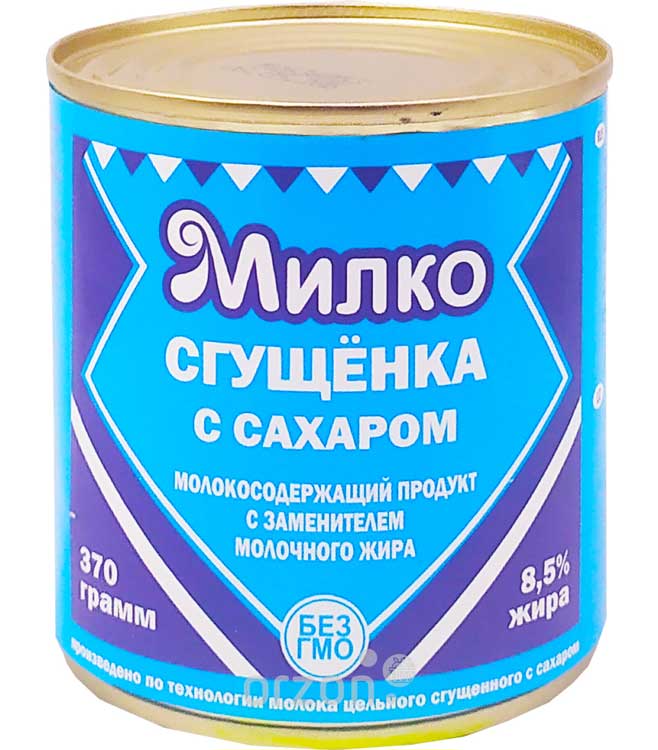 Милко
СГУЩЁНКА
С САХАРОМ
МОЛОКОСОДЕРЖАЩИЙ ПРОДУКТ
С ЗАМЕНИТЕЛЕМ
МОЛОЧНОГО ЖИРА
370
грамм
8,5%
жира
БЕЗ
ГМО
произведено по технологии молока цельного сгущенного с сахаром
orzon